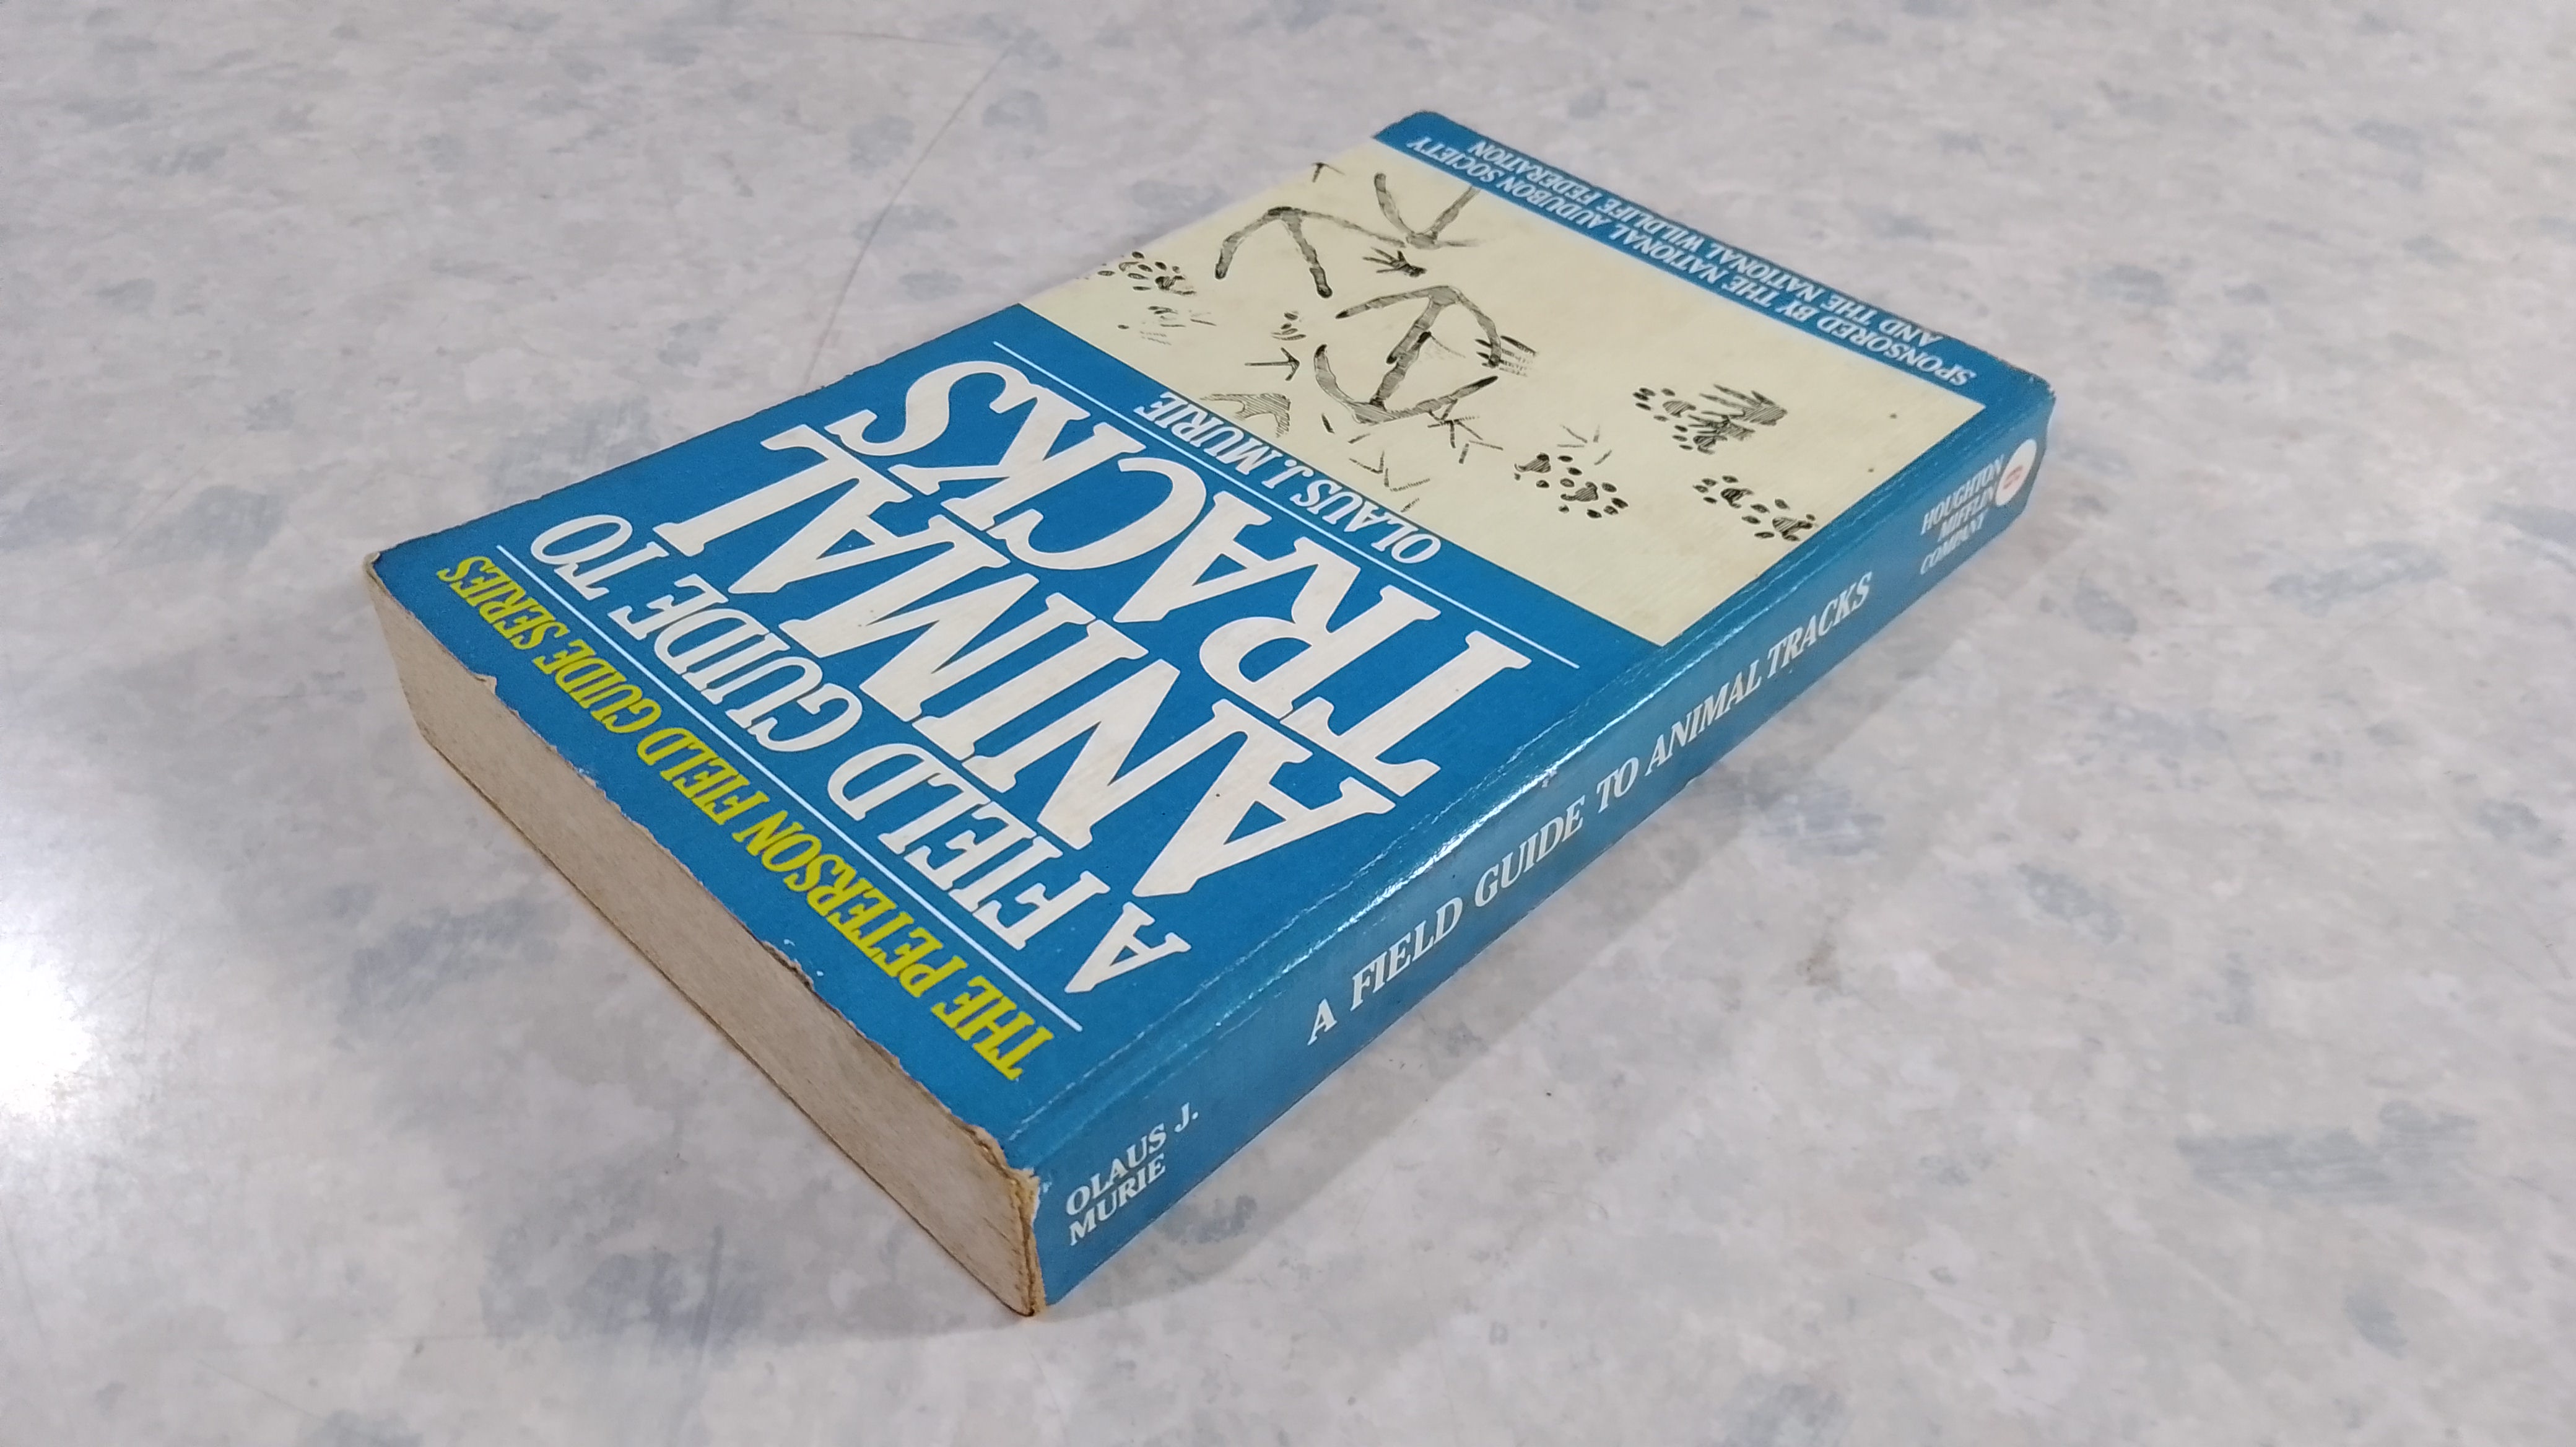 THE PETERSON FIELD GUIDE SERIES
A FIELD GUIDE TO
ANIMAL
TRACKS
OLAUS J. MURIE
SPONSORED BY THE NATIONAL AUDUBON SOCIETY
AND THE NATIONAL WILDLIFE FEDERATION
OLAUS J.
MURIE
A FIELD GUIDE TO ANIMAL TRACKS
HOUGHTON
MIFFLIN
COMPANY